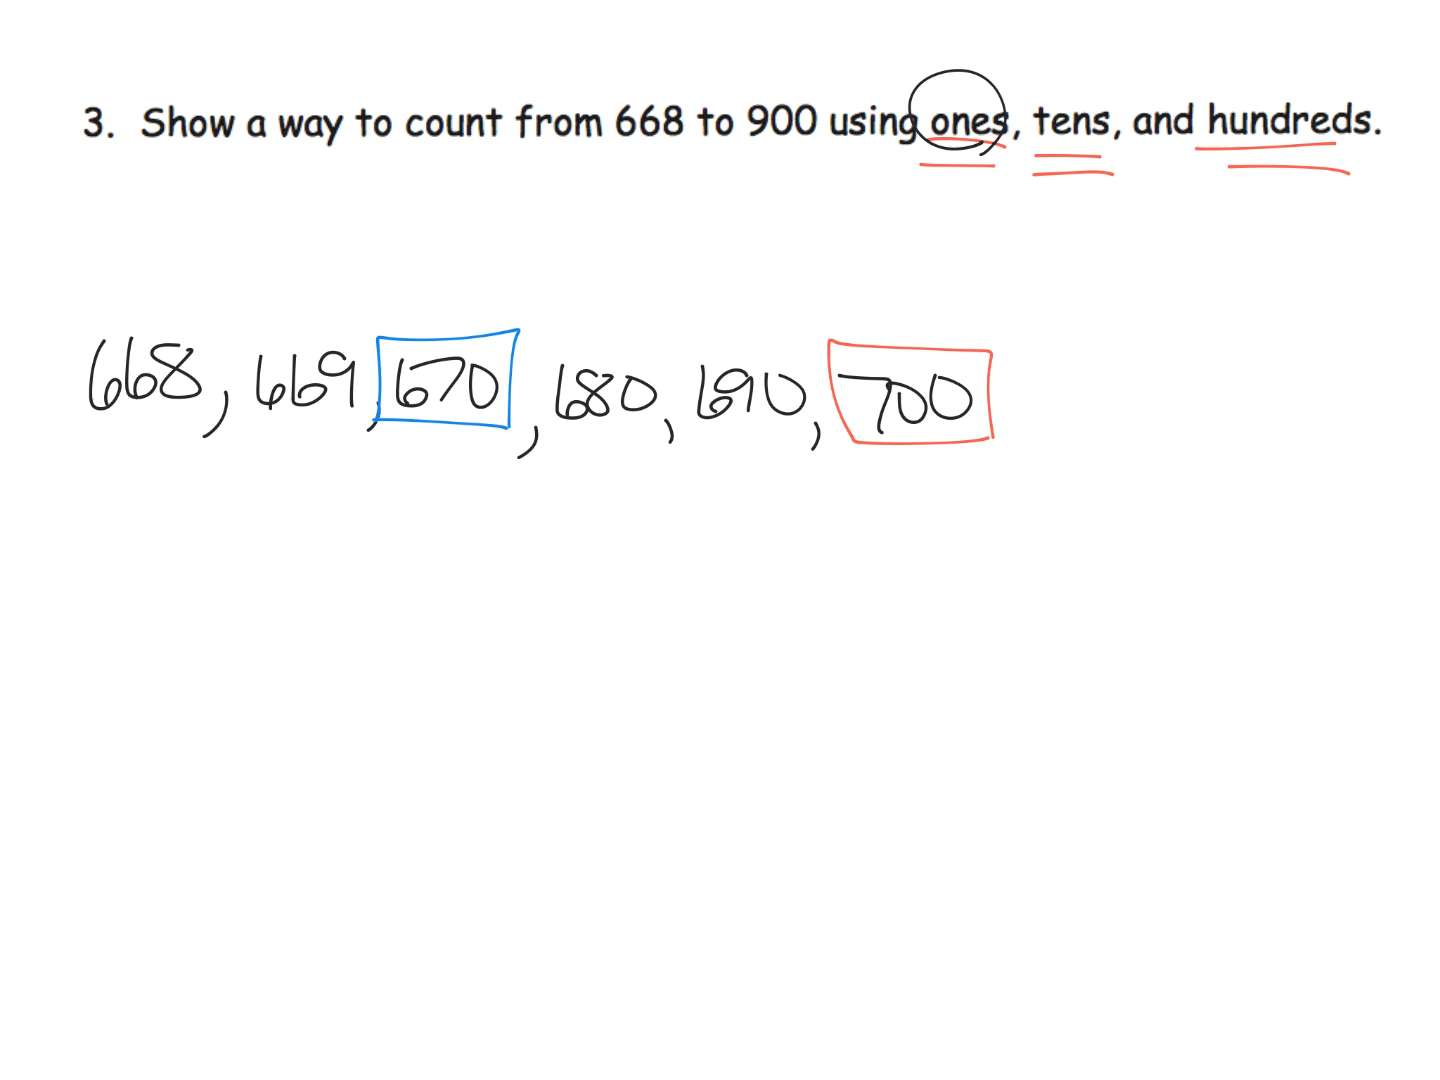 3. Show a way to count from 668 to 900 using ones, tens, and hundreds.
668, 669, 670, 680, 690, 700